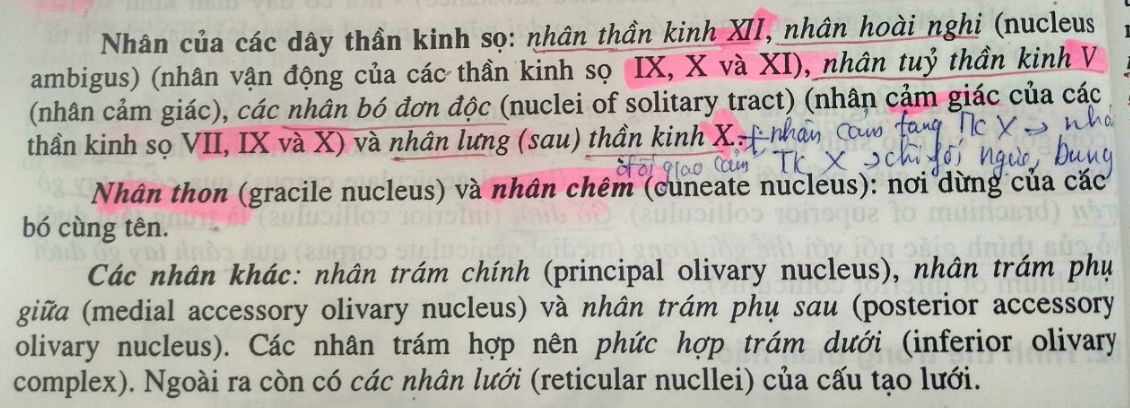 Nhân của các dây thần kinh sọ: nhân thần kinh XII, nhân hoài nghi (nucleus
ambigus) (nhân vận động của các thần kinh sọ IX, X và XI), nhân tuỷ thần kinh V
(nhân cảm giác), các nhân bó đơn độc (nuclei of solitary tract) (nhân cảm giác của các
thần kinh sọ VII, IX và X) và nhân lưng (sau) thần kinh X. + nhân cảm tạng TK X →
đối giao cảm TK X → chi phối ngực, bụng
Nhân thon (gracile nucleus) và nhân chêm (cuneate nucleus): nơi dừng của các
bó cùng tên.
Các nhân khác: nhân trám chính (principal olivary nucleus), nhân trám phụ
giữa (medial accessory olivary nucleus) và nhân trám phụ sau (posterior accessory
olivary nucleus). Các nhân trám hợp nên phức hợp trám dưới (inferior olivary
complex). Ngoài ra còn có các nhân lưới (reticular nucllei) của cấu tạo lưới.